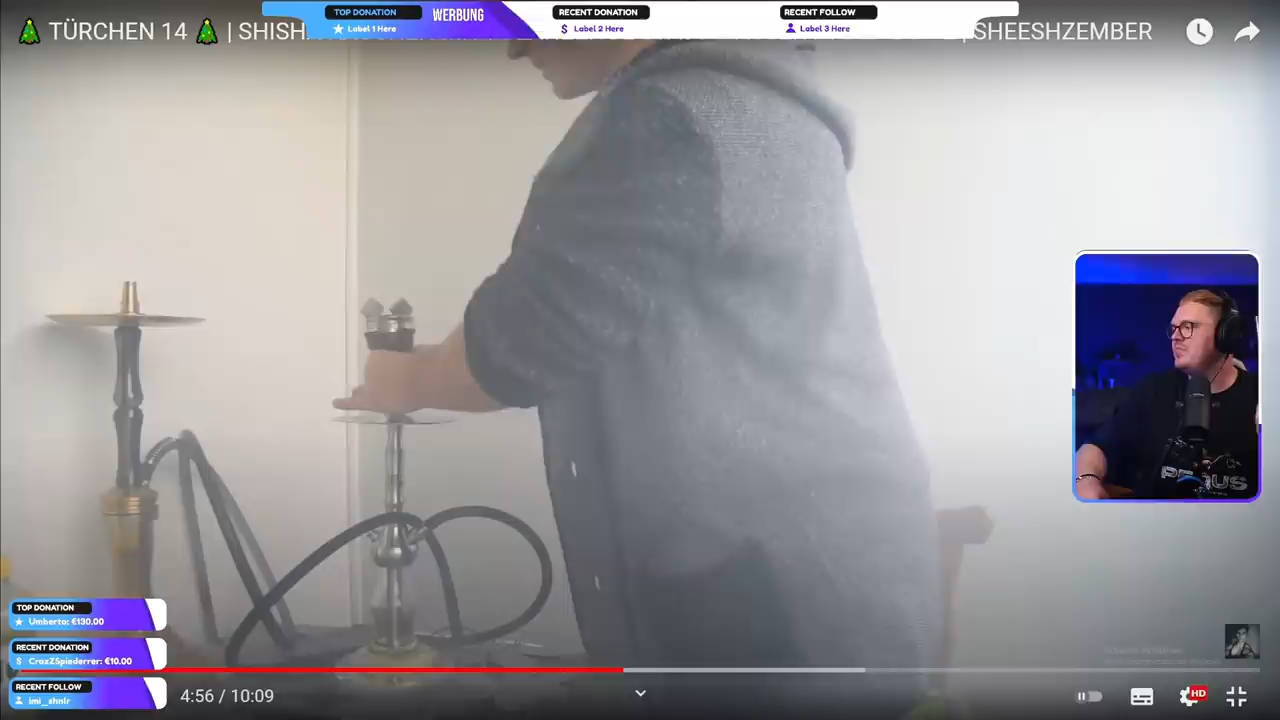 TOP DONATION
WERBUNG
Label 1 Here
RECENT DONATION
Label 2 Here
RECENT FOLLOW
Label 3 Here
TÜRCHEN 14 | SHISH
| SHEESHZEMBER
TOP DONATION
Umberto: €130.00
RECENT DONATION
CroxZSpiederrer: €10.00
RECENT FOLLOW
imi_shnlr
4:56 / 10:09
HD